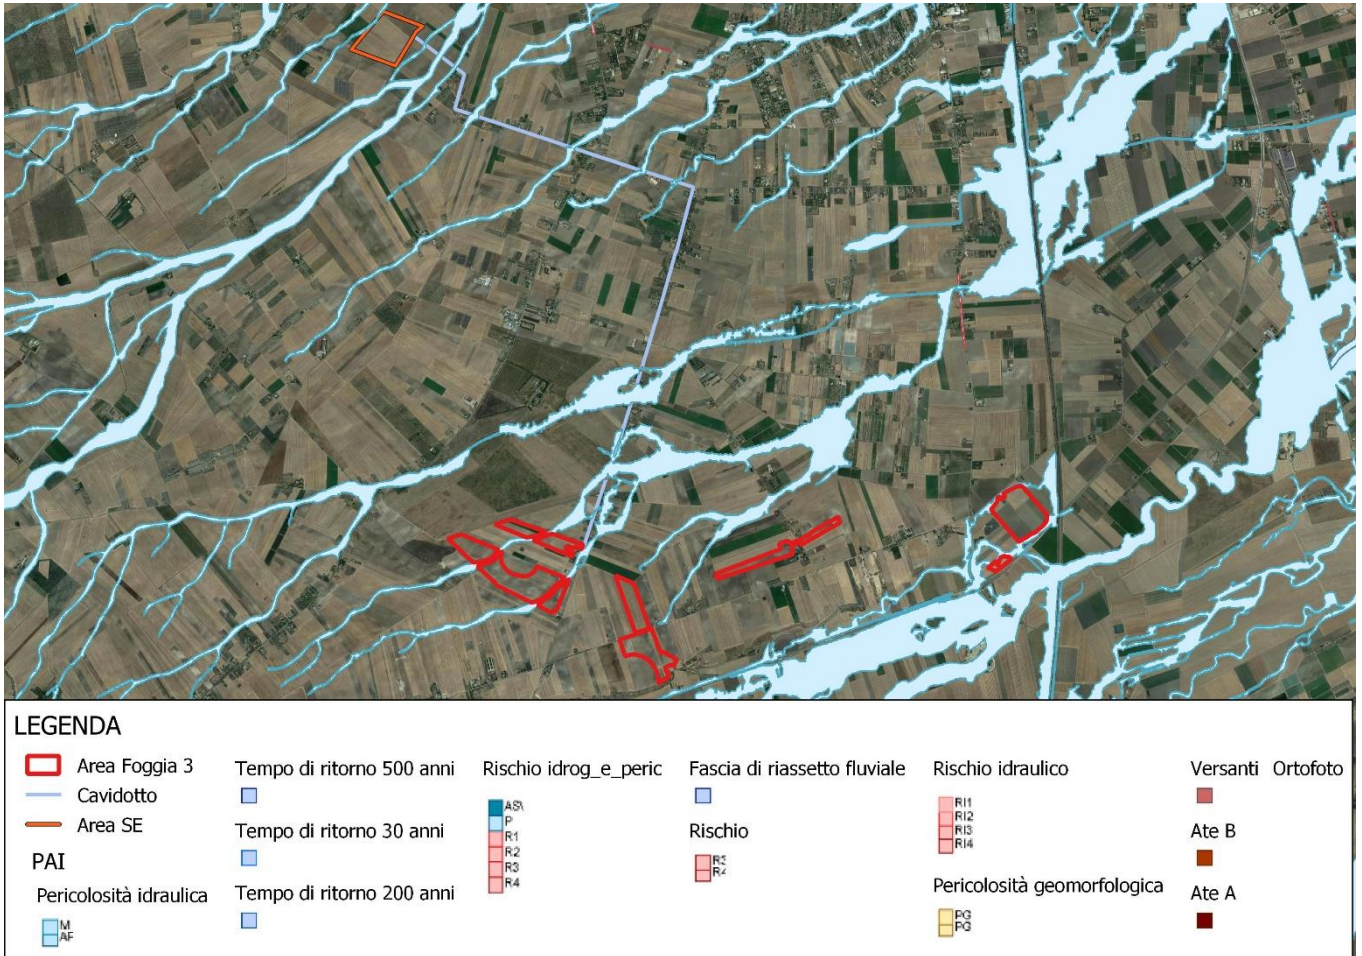 LEGENDA
Area Foggia 3
Cavidotto
Area SE
PAI
Pericolosità idraulica
M
AP
Tempo di ritorno 500 anni
Tempo di ritorno 30 anni
Tempo di ritorno 200 anni
Rischio idrog_e_peric
P
R1
R2
R3
R4
Fascia di riassetto fluviale
Rischio
R3
R4
Rischio idraulico
RI1
RI2
RI3
RI4
Pericolosità geomorfologica
PG
PG
Versanti
Ate B
Ate A
Ortofoto